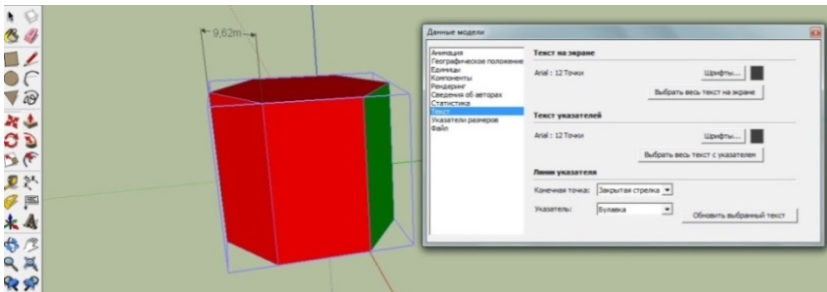 9,62m
Данные модели
Анимация
Географическое положение
Единицы
Компоненты
Рендеринг
Сведения об авторах
Статистика
Текст
Указатели размеров
Файл
Текст на экране
Arial : 12 Точки
Шрифты...
Выбрать весь текст на экране
Текст указателей
Arial : 12 Точки
Шрифты...
Выбрать весь текст с указателем
Линии указателя
Конечная точка: Закрытая стрелка
Указатель: Булавка
Обновить выбранный текст